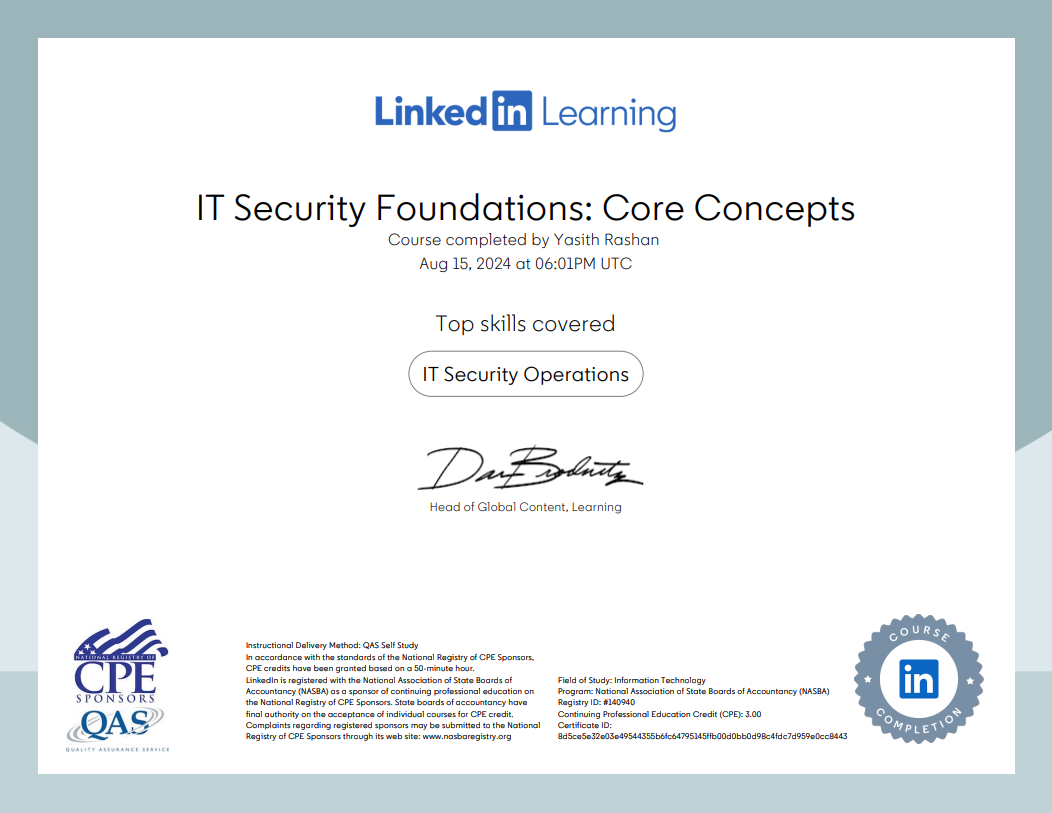 LinkedIn Learning
IT Security Foundations: Core Concepts
Course completed by Yasith Rashan
Aug 15, 2024 at 06:01PM UTC
Top skills covered
IT Security Operations
Dan Brodnitz
Head of Global Content, Learning
NATIONAL REGISTRY OF
CPE
SPONSORS
QAS
QUALITY ASSURANCE SERVICE
Instructional Delivery Method: QAS Self Study
In accordance with the standards of the National Registry of CPE Sponsors,
CPE credits have been granted based on a 50-minute hour.
LinkedIn is registered with the National Association of State Boards of
Accountancy (NASBA) as a sponsor of continuing professional education on
the National Registry of CPE Sponsors. State boards of accountancy have
final authority on the acceptance of individual courses for CPE credit.
Complaints regarding registered sponsors may be submitted to the National
Registry of CPE Sponsors through its web site: www.nasbaregistry.org
Field of Study: Information Technology
Program: National Association of State Boards of Accountancy (NASBA)
Registry ID: #140940
Continuing Professional Education Credit (CPE): 3.00
Certificate ID:
8d5ce5e32e03e49544355b6fc64795145ffb00d0bb0d98c4fdc7d959e0cc8443
COURSE
in
COMPLETION